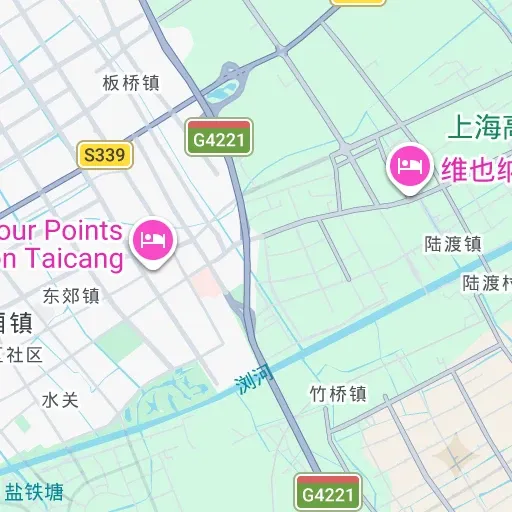 板桥镇
G4221
上海高
S339
维也纳
our Points
n Taicang
陆渡镇
陆渡村
东郊镇
厢镇
社区
水关
浏河
竹桥镇
盐铁塘
G4221